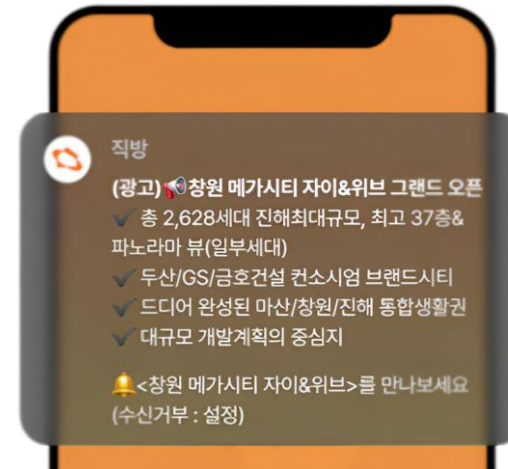 직방
(광고)📢창원 메가시티 자이&위브 그랜드 오픈
✔ 총 2,628세대 진해최대규모, 최고 37층&
파노라마 뷰(일부세대)
✔ 두산/GS/금호건설 컨소시엄 브랜드시티
✔ 드디어 완성된 마산/창원/진해 통합생활권
✔ 대규모 개발계획의 중심지
🔔<창원 메가시티 자이&위브>를 만나보세요
(수신거부 : 설정)